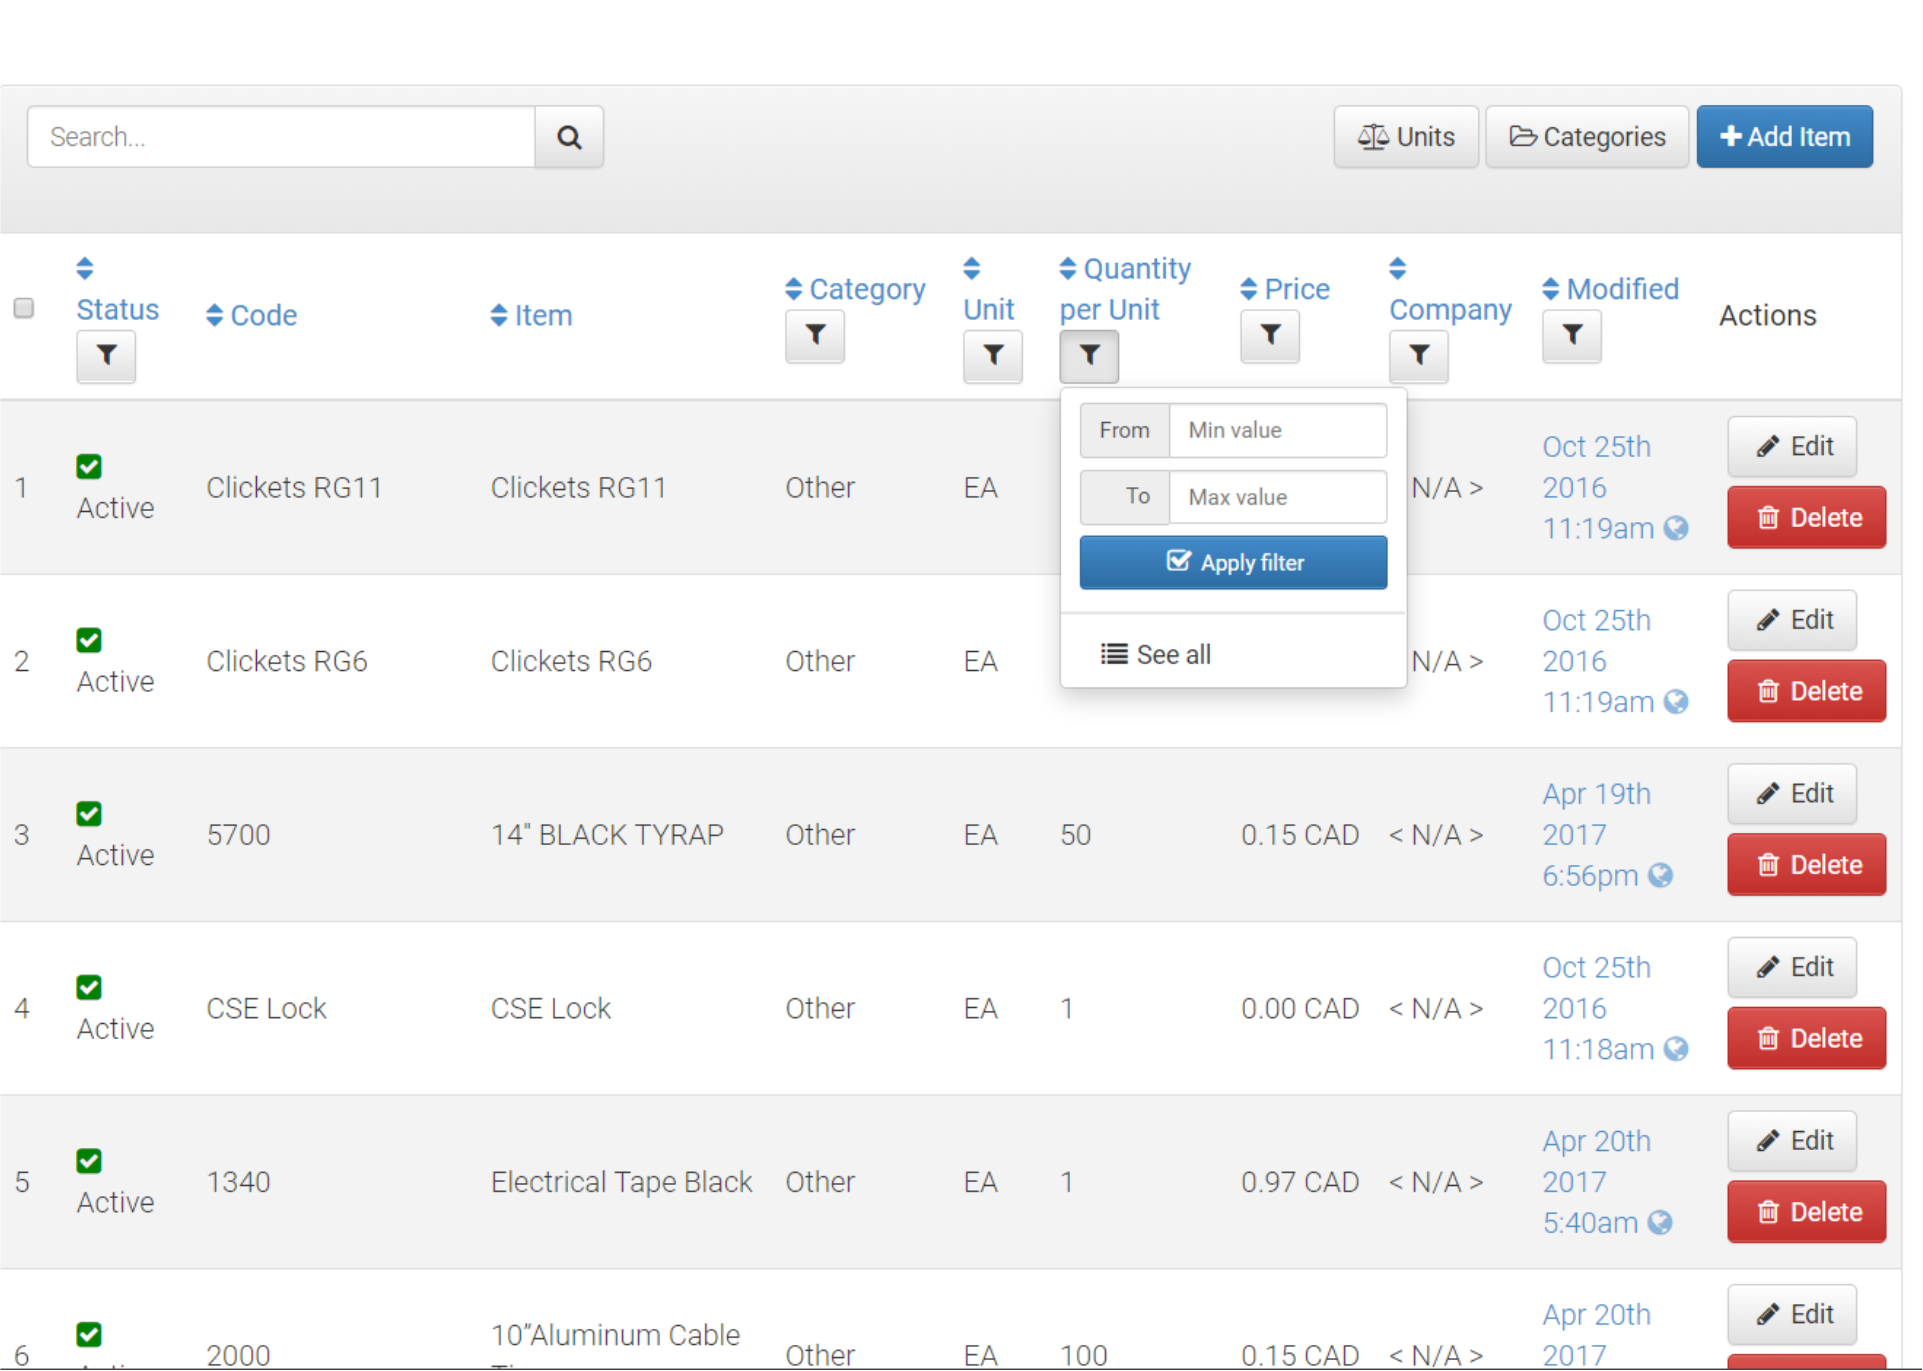 Search...
Units
Categories
Add Item
Status
Code
Item
Category
Unit
Quantity
per Unit
Price
Company
Modified
Actions
From Min value
To Max value
Apply filter
See all
1 Active Clickets RG11 Clickets RG11 Other EA N/A > Oct 25th
2016
11:19am
Edit
Delete
2 Active Clickets RG6 Clickets RG6 Other EA N/A > Oct 25th
2016
11:19am
Edit
Delete
3 Active 5700 14" BLACK TYRAP Other EA 50 0.15 CAD < N/A > Apr 19th
2017
6:56pm
Edit
Delete
4 Active CSE Lock CSE Lock Other EA 1 0.00 CAD < N/A > Oct 25th
2016
11:18am
Edit
Delete
5 Active 1340 Electrical Tape Black Other EA 1 0.97 CAD < N/A > Apr 20th
2017
5:40am
Edit
Delete
6 2000 10”Aluminum Cable Other EA 100 0.15 CAD < N/A > Apr 20th
2017
Edit